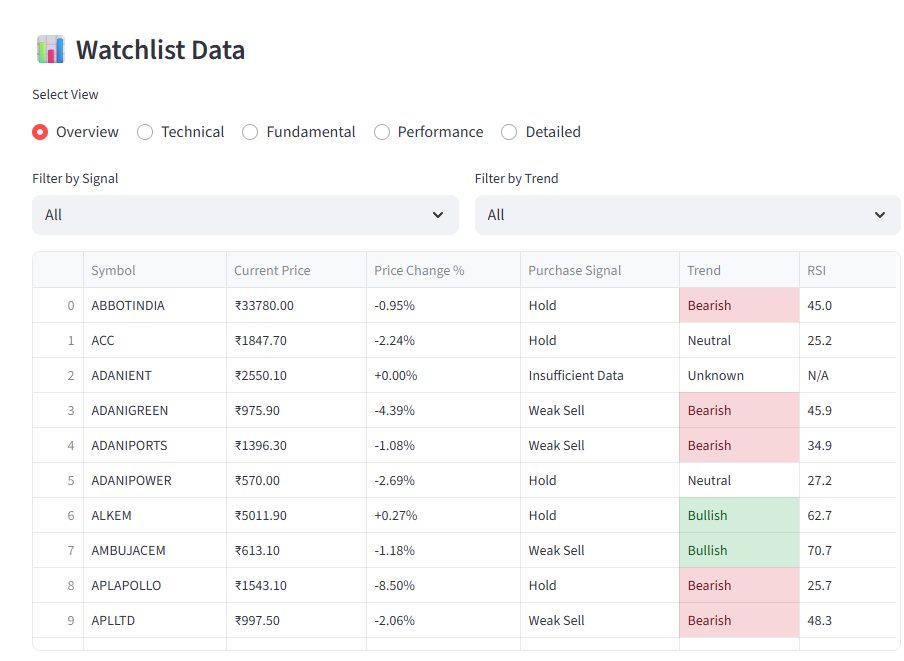 Watchlist Data
Select View
Overview Technical Fundamental Performance Detailed
Filter by Signal Filter by Trend
All All
Symbol Current Price Price Change % Purchase Signal Trend RSI
0 ABBOTINDIA ₹33780.00 -0.95% Hold Bearish 45.0
1 ACC ₹1847.70 -2.24% Hold Neutral 25.2
2 ADANIENT ₹2550.10 +0.00% Insufficient Data Unknown N/A
3 ADANIGREEN ₹975.90 -4.39% Weak Sell Bearish 45.9
4 ADANIPORTS ₹1396.30 -1.08% Weak Sell Bearish 34.9
5 ADANIPOWER ₹570.00 -2.69% Hold Neutral 27.2
6 ALKEM ₹5011.90 +0.27% Hold Bullish 62.7
7 AMBUJACEM ₹613.10 -1.18% Weak Sell Bullish 70.7
8 APLAPOLLO ₹1543.10 -8.50% Hold Bearish 25.7
9 APLLTD ₹997.50 -2.06% Weak Sell Bearish 48.3